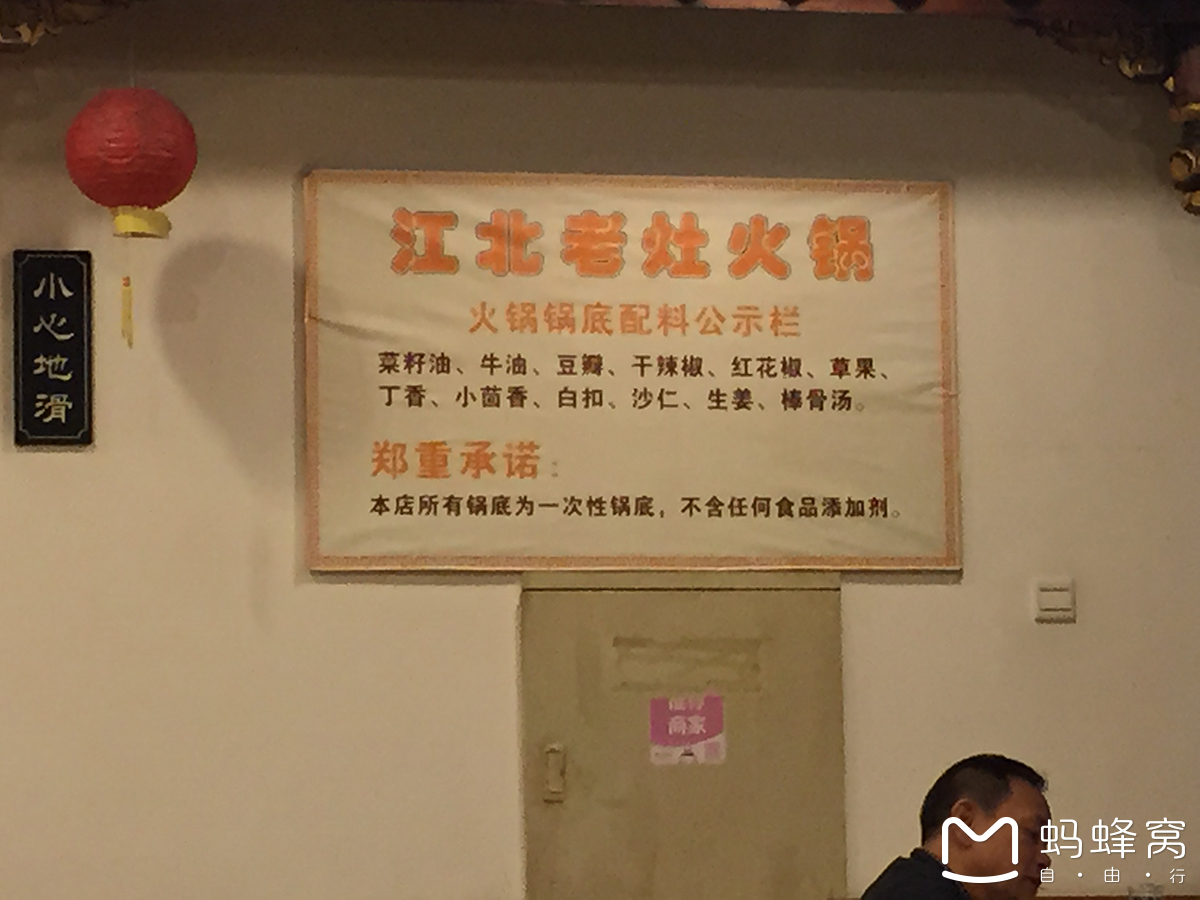 江北老灶火锅
火锅锅底配料公示栏
菜籽油、牛油、豆瓣、干辣椒、红花椒、草果、
丁香、小茴香、白扣、沙仁、生姜、棒骨汤。
郑重承诺:
本店所有锅底为一次性锅底,不含任何食品添加剂。
小心地滑
商家
蚂蜂窝
自·由·行